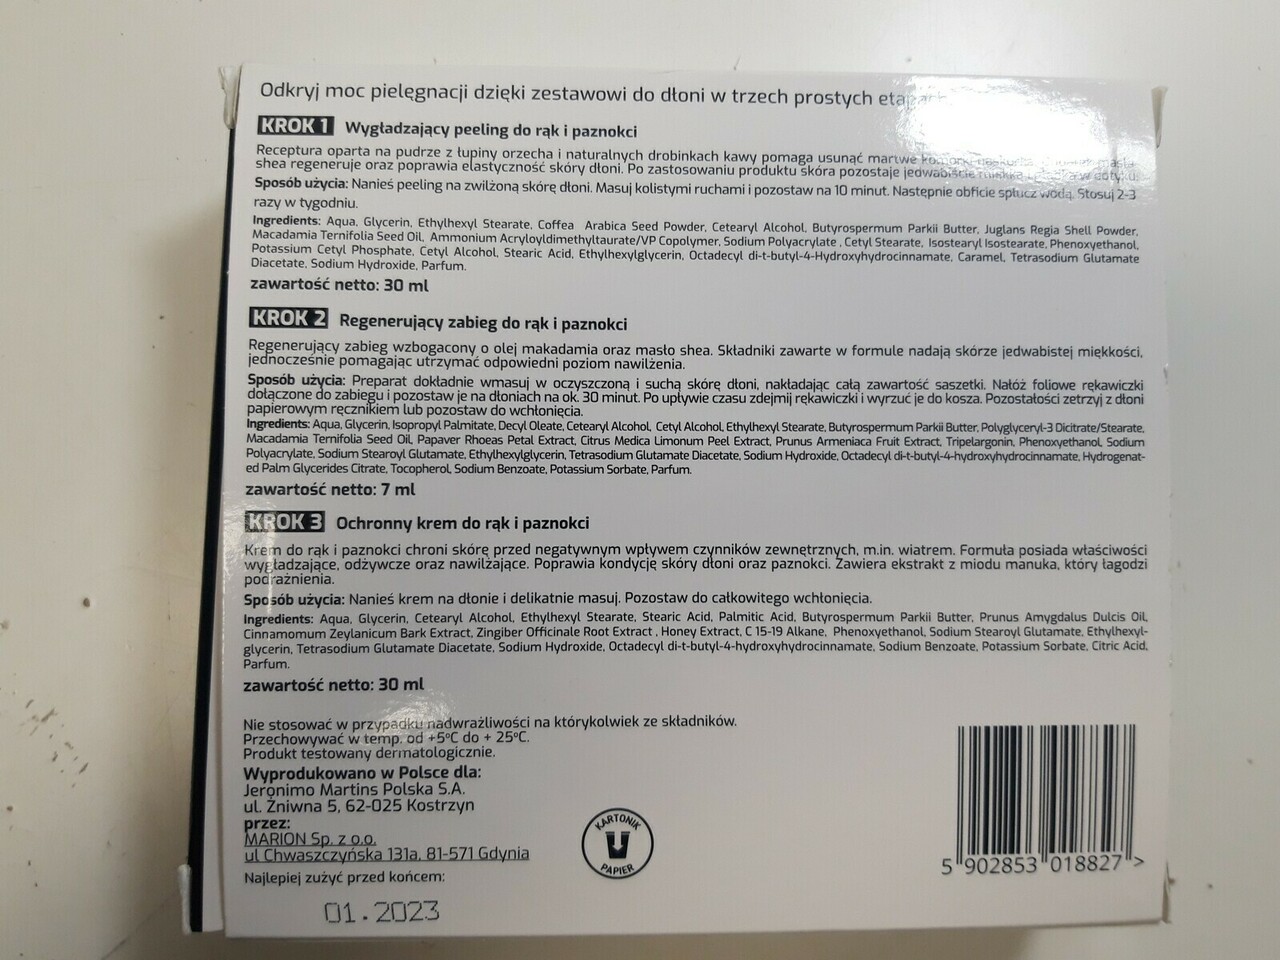 Odkryj moc pielęgnacji dzięki zestawowi do dłoni w trzech prostych etapach
KROK 1 Wygładzający peeling do rąk i paznokci
Receptura oparta na pudrze z łupiny orzecha i naturalnych drobinkach kawy pomaga usunąć martwe komórki
shea regeneruje oraz poprawia elastyczność skóry dłoni. Po zastosowaniu produktu skóra pozostaje jedwabiście miękka i gładka w dotyku.
Sposób użycia: Nanieś peeling na zwilżoną skórę dłoni. Masuj kolistymi ruchami i pozostaw na 10 minut. Następnie obficie spłucz wodą. Stosuj 2-3
razy w tygodniu.
Ingredients: Aqua, Glycerin, Ethylhexyl Stearate, Coffea Arabica Seed Powder, Cetearyl Alcohol, Butyrospermum Parkii Butter, Juglans Regia Shell Powder,
Macadamia Ternifolia Seed Oil, Ammonium Acryloyldimethyltaurate/VP Copolymer, Sodium Polyacrylate , Cetyl Stearate, Isostearyl Isostearate, Phenoxyethanol,
Potassium Cetyl Phosphate, Cetyl Alcohol, Stearic Acid, Ethylhexylglycerin, Octadecyl di-t-butyl-4-Hydroxyhydrocinnamate, Caramel, Tetrasodium Glutamate
Diacetate, Sodium Hydroxide, Parfum.
zawartość netto: 30 ml
KROK 2 Regenerujący zabieg do rąk i paznokci
Regenerujący zabieg wzbogacony o olej makadamia oraz masło shea. Składniki zawarte w formule nadają skórze jedwabistej miękkości,
jednocześnie pomagając utrzymać odpowiedni poziom nawilżenia.
Sposób użycia: Preparat dokładnie wmasuj w oczyszczoną i suchą skórę dłoni, nakładając całą zawartość saszetki. Nałóż foliowe rękawiczki
dołączone do zabiegu i pozostaw je na dłoniach na ok. 30 minut. Po upływie czasu zdejmij rękawiczki i wyrzuć je do kosza. Pozostałości zetrzyj z dłoni
papierowym ręcznikiem lub pozostaw do wchłonięcia.
Ingredients: Aqua, Glycerin, Isopropyl Palmitate, Decyl Oleate, Cetearyl Alcohol, Cetyl Alcohol, Ethylhexyl Stearate, Butyrospermum Parkii Butter, Polyglyceryl-3 Dicitrate/Stearate,
Macadamia Ternifolia Seed Oil, Papaver Rhoeas Petal Extract, Citrus Medica Limonum Peel Extract, Prunus Armeniaca Fruit Extract, Tripelargonin, Phenoxyethanol, Sodium
Polyacrylate, Sodium Stearoyl Glutamate, Ethylhexylglycerin, Tetrasodium Glutamate Diacetate, Sodium Hydroxide, Octadecyl di-t-butyl-4-hydroxyhydrocinnamate, Hydrogenat-
ed Palm Glycerides Citrate, Tocopherol, Sodium Benzoate, Potassium Sorbate, Parfum.
zawartość netto: 7 ml
KROK 3 Ochronny krem do rąk i paznokci
Krem do rąk i paznokci chroni skórę przed negatywnym wpływem czynników zewnętrznych, m.in. wiatrem. Formuła posiada właściwości
wygładzające, odżywcze oraz nawilżające. Poprawia kondycję skóry dłoni oraz paznokci. Zawiera ekstrakt z miodu manuka, który łagodzi
podrażnienia.
Sposób użycia: Nanieś krem na dłonie i delikatnie masuj. Pozostaw do całkowitego wchłonięcia.
Ingredients: Aqua, Glycerin, Cetearyl Alcohol, Ethylhexyl Stearate, Stearic Acid, Palmitic Acid, Butyrospermum Parkii Butter, Prunus Amygdalus Dulcis Oil,
Cinnamomum Zeylanicum Bark Extract, Zingiber Officinale Root Extract , Honey Extract, C 15-19 Alkane, Phenoxyethanol, Sodium Stearoyl Glutamate, Ethylhexyl-
glycerin, Tetrasodium Glutamate Diacetate, Sodium Hydroxide, Octadecyl di-t-butyl-4-hydroxyhydrocinnamate, Sodium Benzoate, Potassium Sorbate, Citric Acid,
Parfum.
zawartość netto: 30 ml
Nie stosować w przypadku nadwrażliwości na którykolwiek ze składników.
Przechowywać w temp. od +5ºC do + 25ºC.
Produkt testowany dermatologicznie.
Wyprodukowano w Polsce dla:
Jeronimo Martins Polska S.A.
ul. Żniwna 5, 62-025 Kostrzyn
przez:
MARION Sp. z o.o.
ul Chwaszczyńska 131a, 81-571 Gdynia
Najlepiej zużyć przed końcem:
01.2023
KARTONIK
PAPIER
5 902853 018827 >